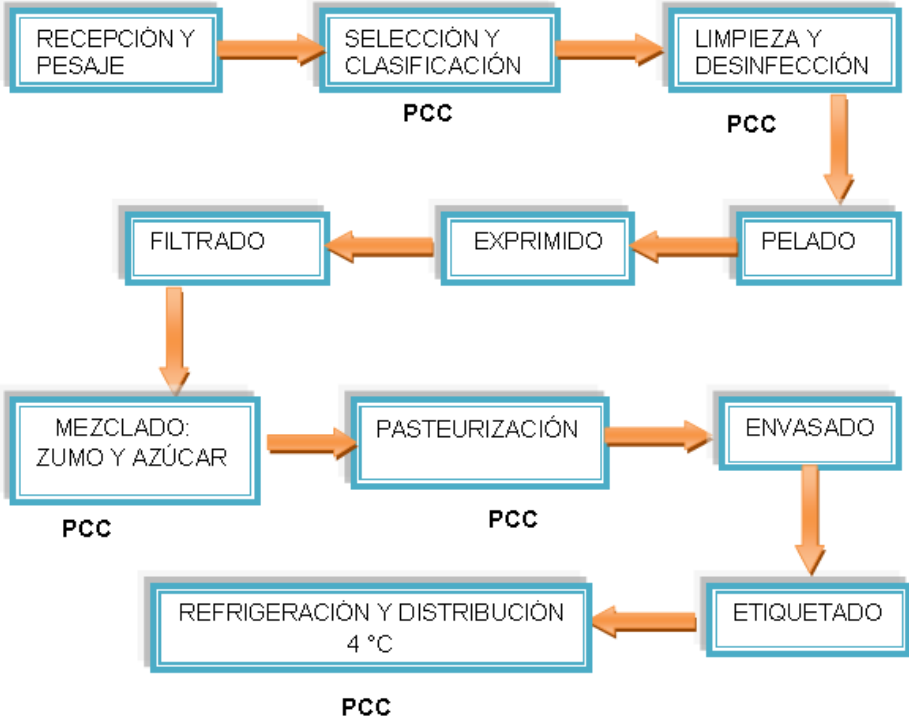 RECEPCIÓN Y
PESAJE
SELECCIÓN Y
CLASIFICACIÓN
LIMPIEZA Y
DESINFECCIÓN
PCC
PCC
FILTRADO
EXPRIMIDO
PELADO
MEZCLADO:
ZUMO Y AZÚCAR
PASTEURIZACIÓN
ENVASADO
PCC
PCC
REFRIGERACIÓN Y DISTRIBUCIÓN
4 °C
ETIQUETADO
PCC